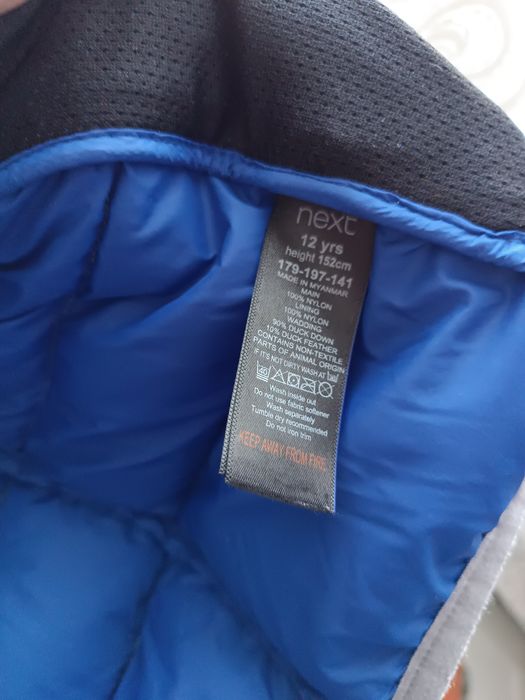 next
12 yrs
height 152cm
179-197-141
MADE IN MYANMAR
MAIN
100% NYLON
LINING
100% NYLON
WADDING
90% DUCK DOWN
10% DUCK FEATHER
CONTAINS NON-TEXTILE
PARTS OF ANIMAL ORIGIN
IF IT'S NOT DIRTY WASH AT
40
Wash inside out
Do not use fabric softener
Wash separately
Tumble dry recommended
Do not iron trim
KEEP AWAY FROM FIRE